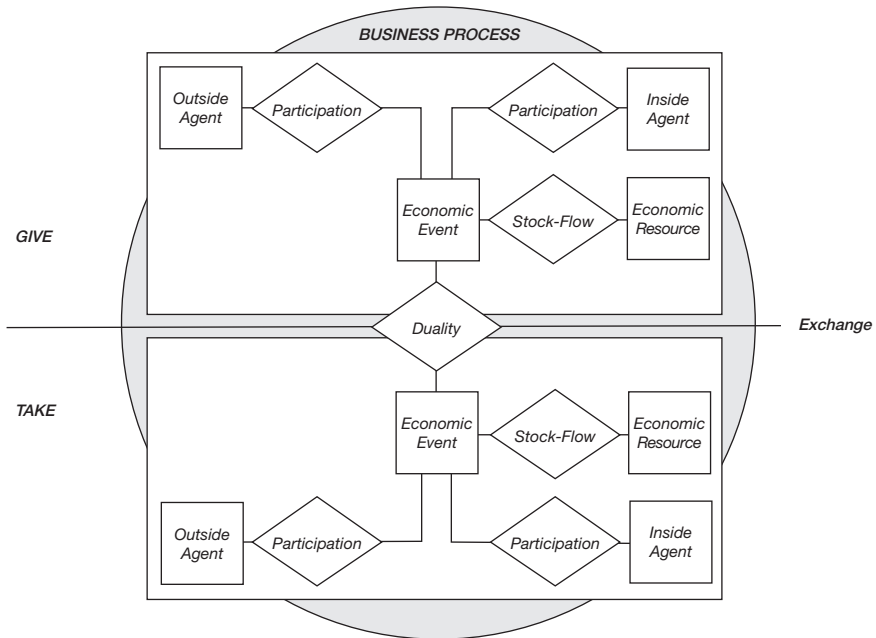 BUSINESS PROCESS
Outside
Agent
Participation
Participation
Inside
Agent
Economic
Event
Stock-Flow
Economic
Resource
GIVE
Duality
Exchange
TAKE
Economic
Event
Stock-Flow
Economic
Resource
Outside
Agent
Participation
Participation
Inside
Agent